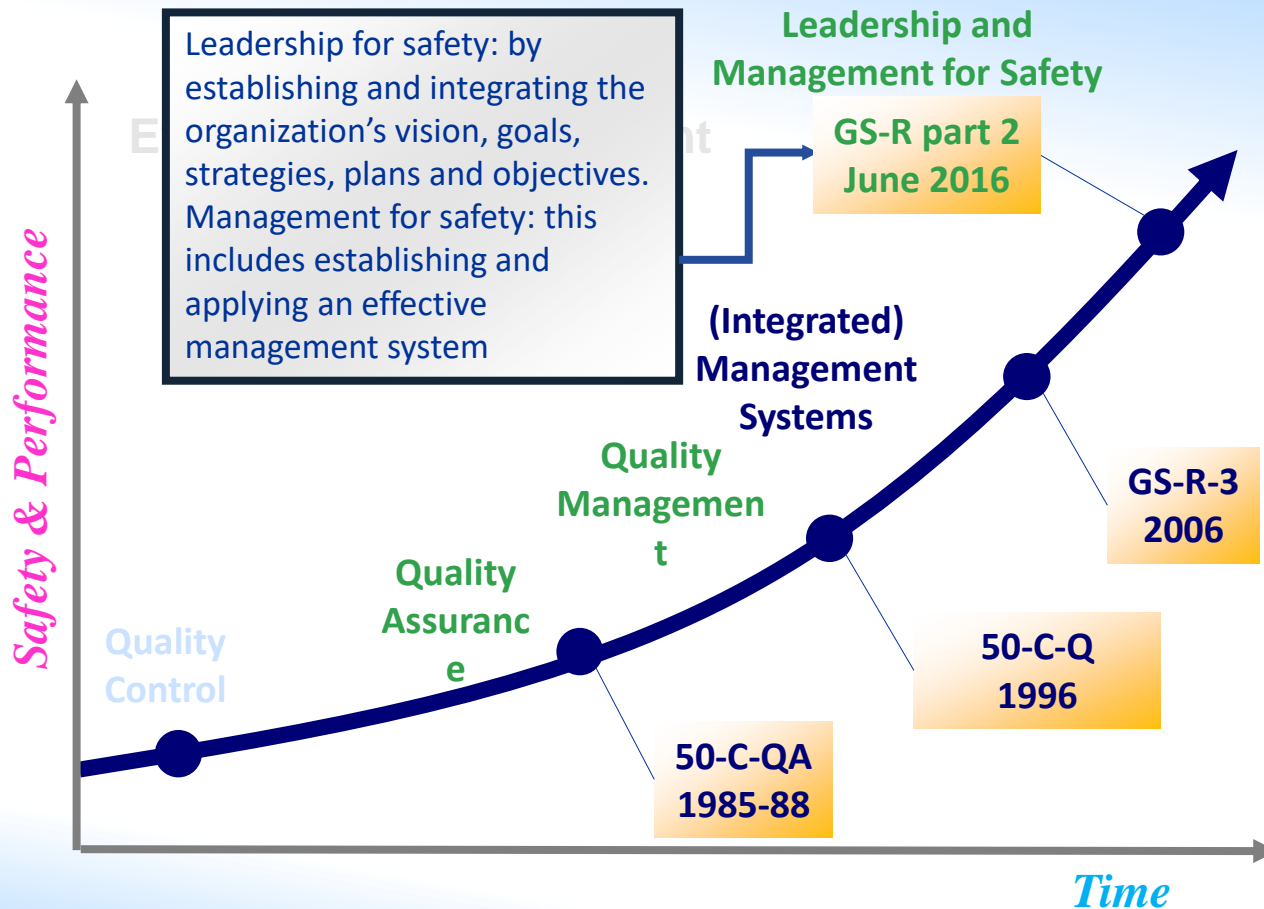 Leadership for safety: by
establishing and integrating the
organization's vision, goals,
strategies, plans and objectives.
Management for safety: this
includes establishing and
applying an effective
management system
Leadership and
Management for Safety
GS-R part 2
June 2016
(Integrated)
Management
Systems
GS-R-3
2006
Quality
Managemen
t
50-C-Q
1996
Quality
Assuranc
e
50-C-QA
1985-88
Quality
Control
Safety & Performance
Time